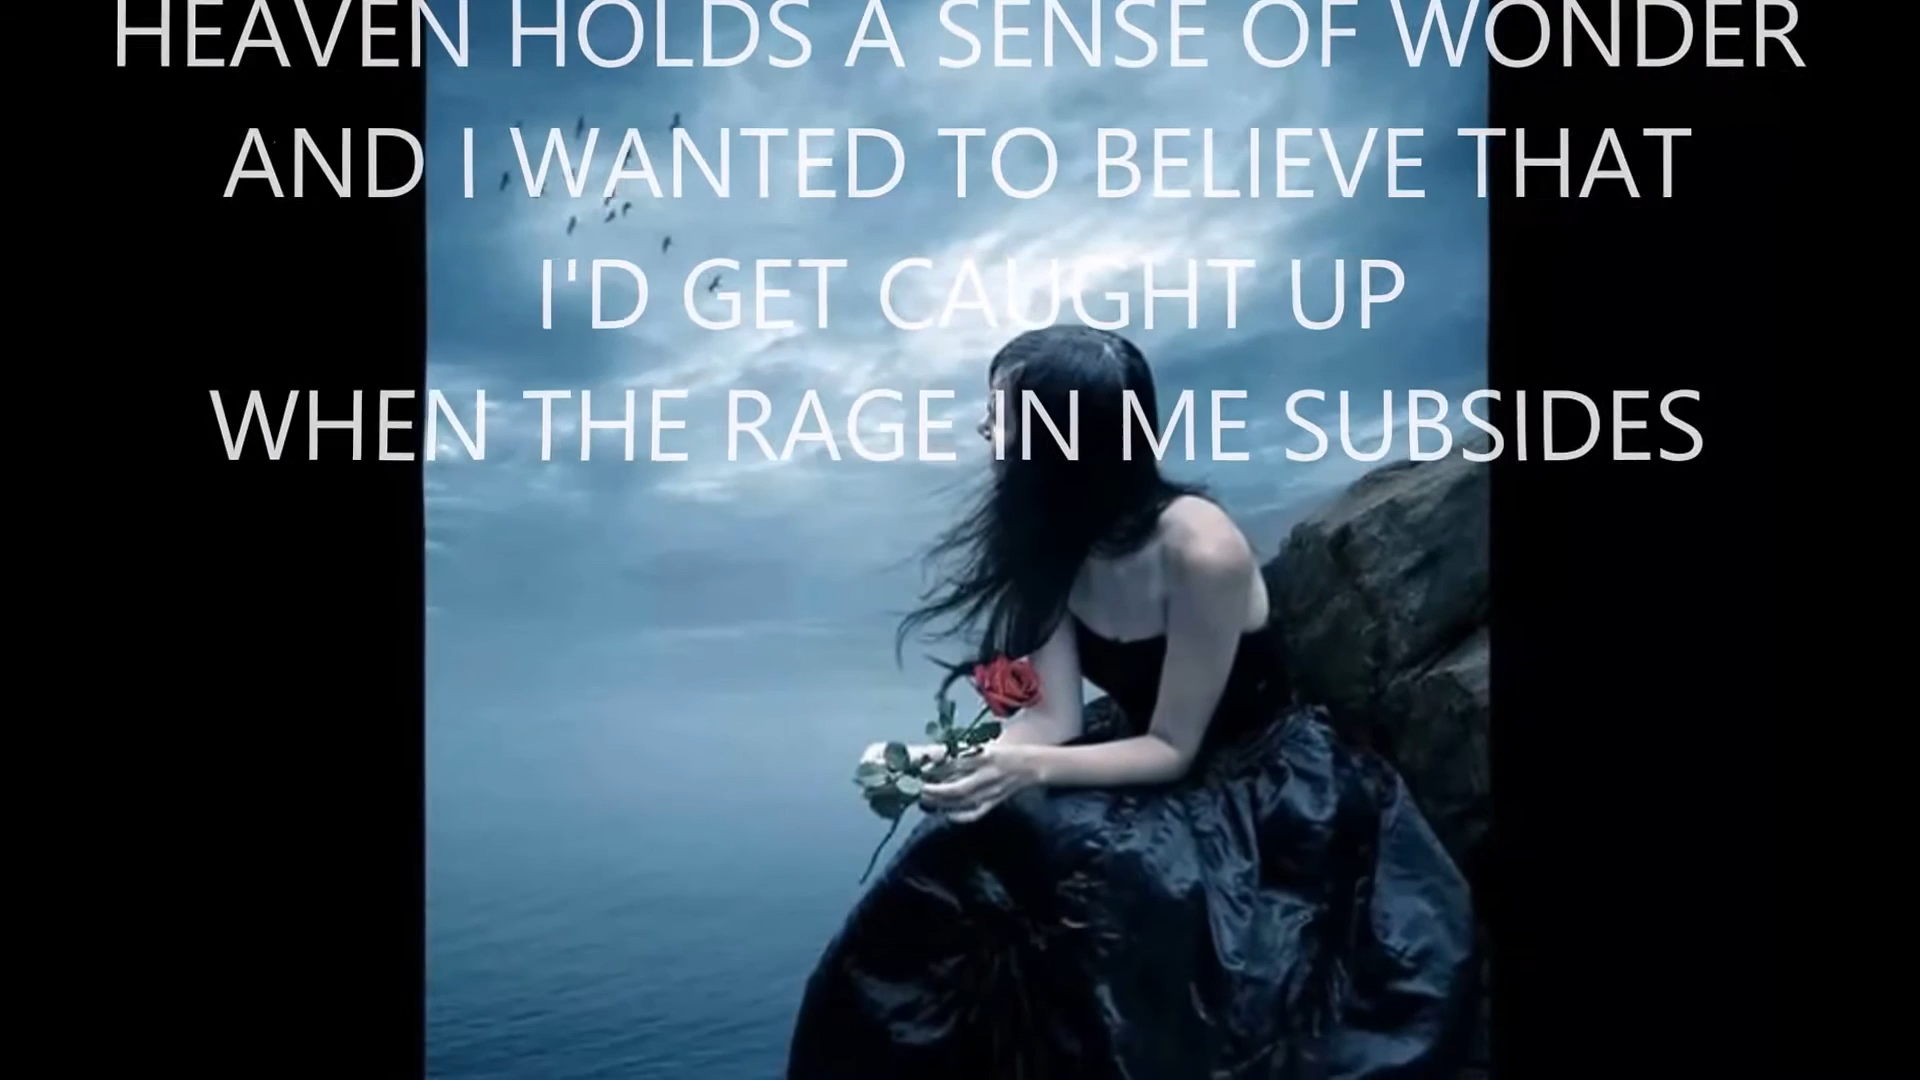 HEAVEN HOLDS A SENSE OF WONDER
AND I WANTED TO BELIEVE THAT
I'D GET CAUGHT UP
WHEN THE RAGE IN ME SUBSIDES